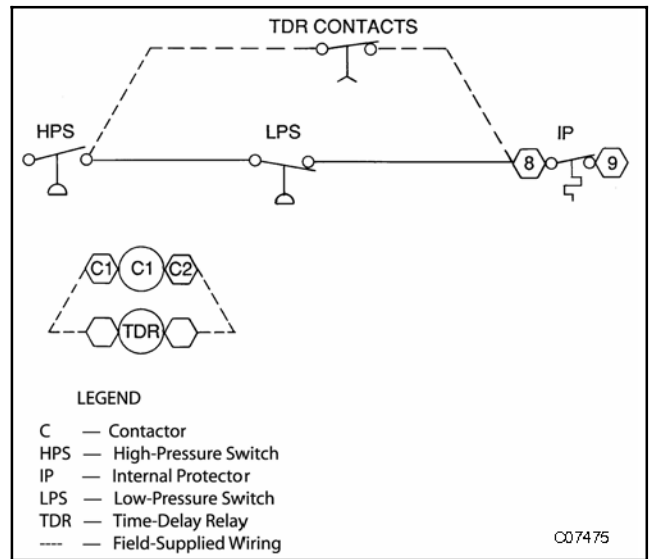 TDR CONTACTS
HPS
LPS
IP
8
9
C1
C1
C2
TDR
LEGEND
C — Contactor
HPS — High-Pressure Switch
IP — Internal Protector
LPS — Low-Pressure Switch
TDR — Time-Delay Relay
---- — Field-Supplied Wiring
C07475